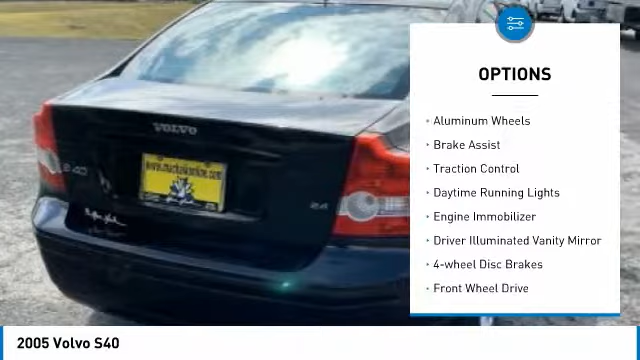 VOLVO
S 40
2.4
OPTIONS
Aluminum Wheels
Brake Assist
Traction Control
Daytime Running Lights
Engine Immobilizer
Driver Illuminated Vanity Mirror
4-wheel Disc Brakes
Front Wheel Drive
2005 Volvo S40